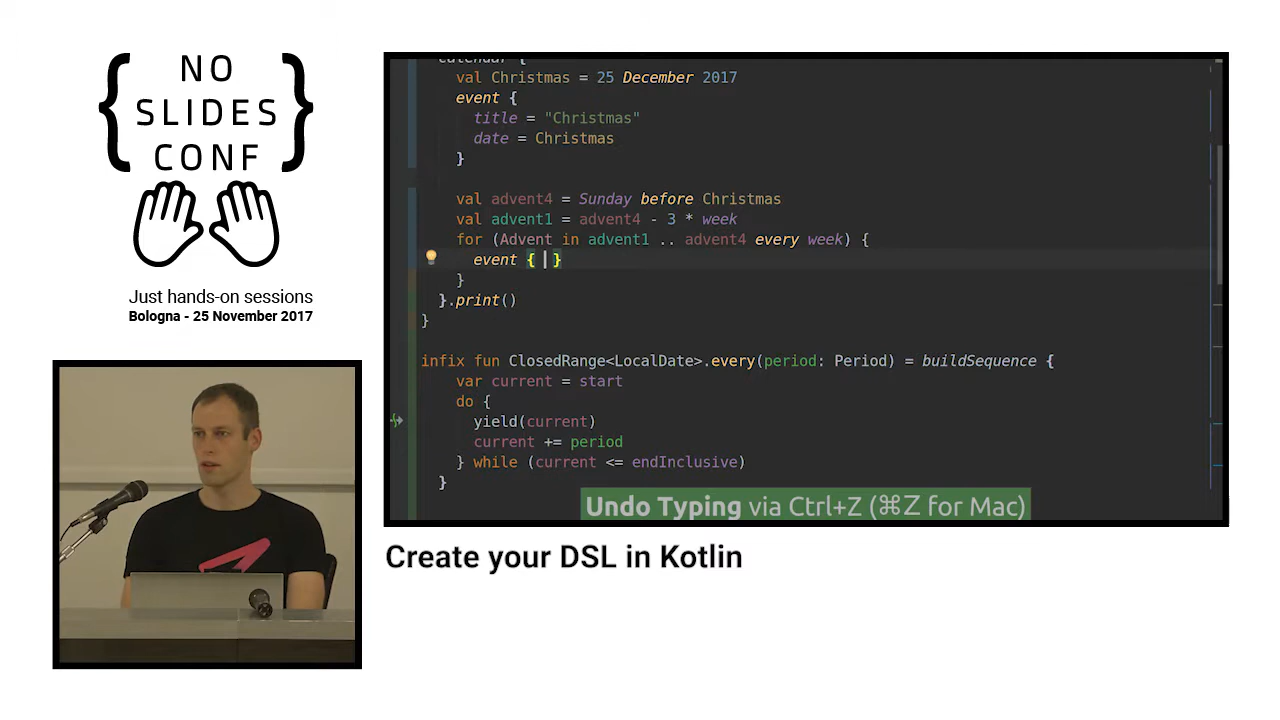 NO
SLIDES
CONF
Just hands-on sessions
Bologna - 25 November 2017
calendar {
val Christmas = 25 December 2017
event {
title = "Christmas"
date = Christmas
}
val advent4 = Sunday before Christmas
val advent1 = advent4 - 3 * week
for (Advent in advent1 .. advent4 every week) {
event { }
}
}.print()
}
infix fun ClosedRange<LocalDate>.every(period: Period) = buildSequence {
var current = start
do {
yield(current)
current += period
} while (current <= endInclusive)
}
Undo Typing via Ctrl+Z (⌘Z for Mac)
Create your DSL in Kotlin